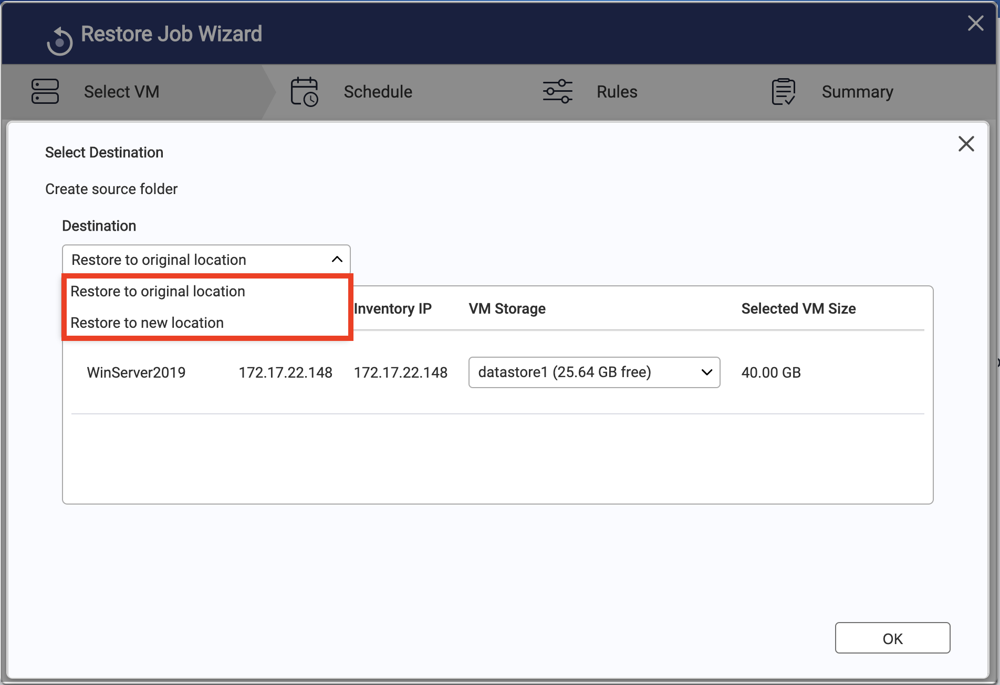 Restore Job Wizard
Select VM Schedule Rules Summary
Select Destination
Create source folder
Destination
Restore to original location
Restore to original location
Restore to new location
Inventory IP VM Storage Selected VM Size
WinServer2019 172.17.22.148 172.17.22.148 datastore1 (25.64 GB free) 40.00 GB
OK